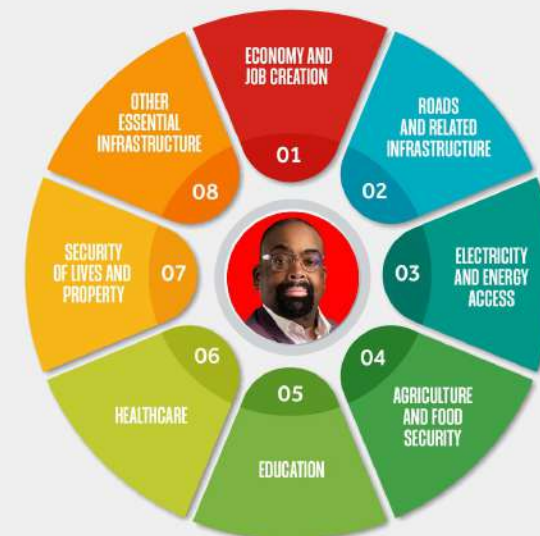 ECONOMY AND
JOB CREATION
01
ROADS
AND RELATED
INFRASTRUCTURE
02
ELECTRICITY
AND ENERGY
ACCESS
03
AGRICULTURE
AND FOOD
SECURITY
04
EDUCATION
05
HEALTHCARE
06
SECURITY
OF LIVES AND
PROPERTY
07
OTHER
ESSENTIAL
INFRASTRUCTURE
08